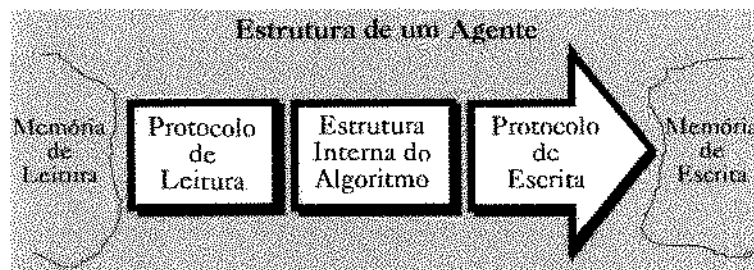 Estrutura de um Agente
Memória
de
Leitura
Protocolo
de
Leitura
Estrutura
Interna do
Algoritmo
Protocolo
de
Escrita
Memória
de
Escrita